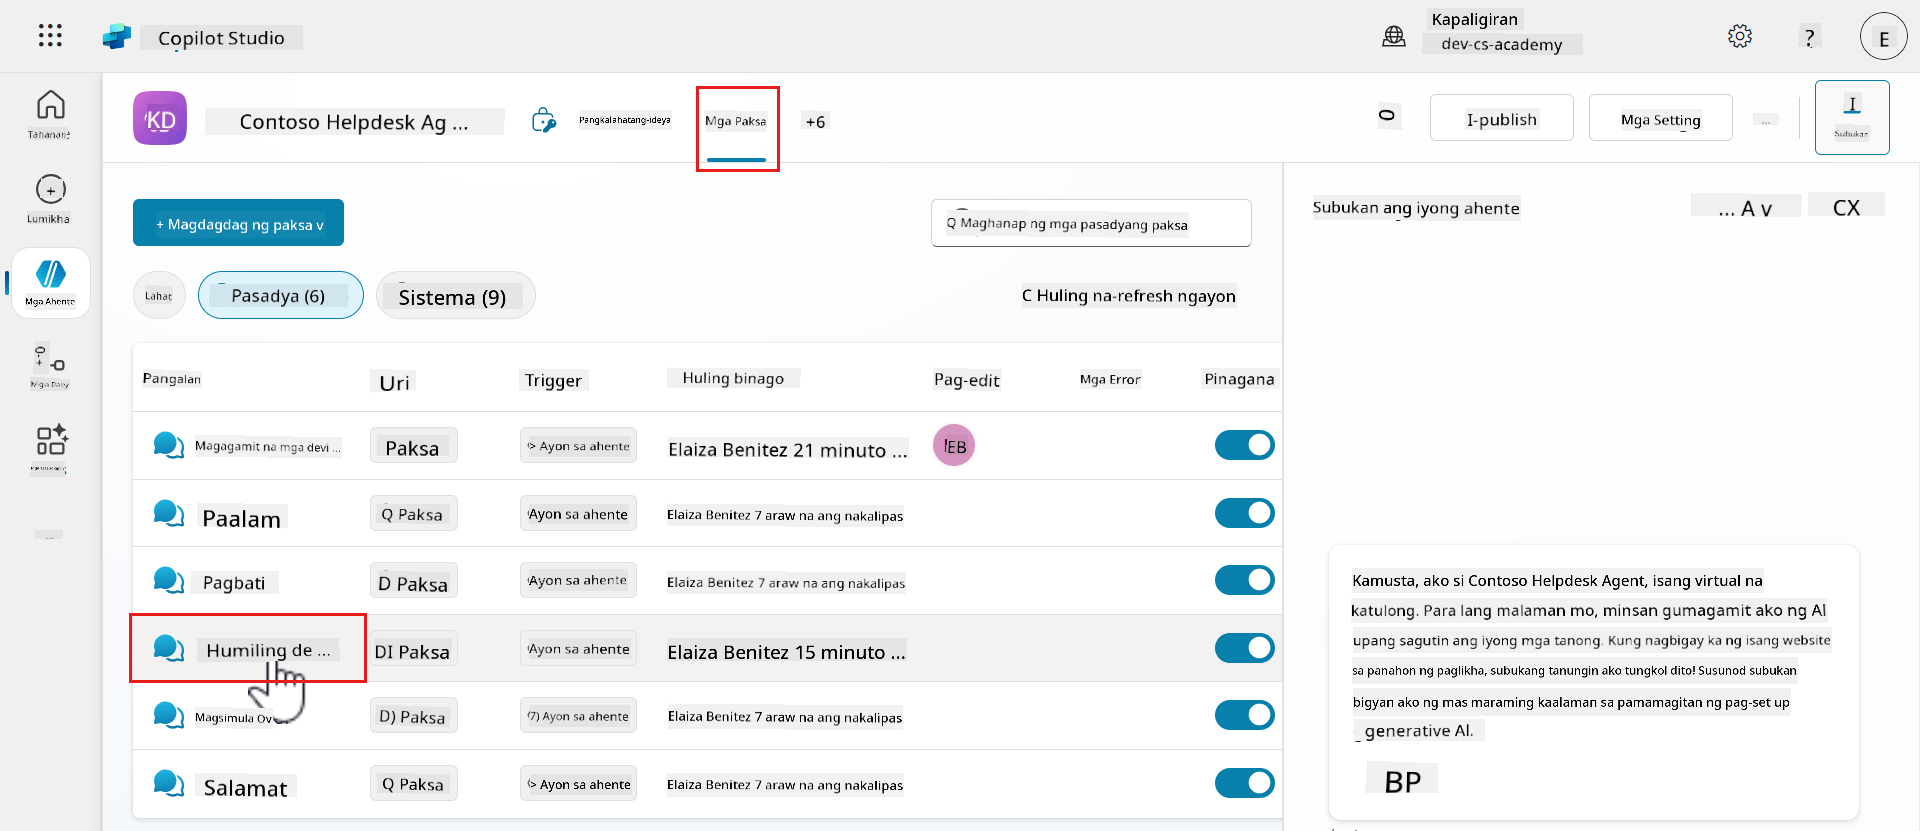 Copilot Studio
Kapaligiran
dev-cs-academy
?
E
Tahanan
Lumikha
Mga Ahente
KD
Contoso Helpdesk Ag ...
Pangkalahatang-ideya
Mga Paksa
+6
I-publish
Mga Setting
...
I
Subukan
+ Magdagdag ng paksa v
Q Maghanap ng mga pasadyang paksa
Lahat
Pasadya (6)
Sistema (9)
C Huling na-refresh ngayon
Pangalan
Uri
Trigger
Huling binago
Pag-edit
Mga Error
Pinagana
Magagamit na mga devi ...
Paksa
Ayon sa ahente
Elaiza Benitez 21 minuto ...
EB
Paalam
Q Paksa
Ayon sa ahente
Elaiza Benitez 7 araw na ang nakalipas
Pagbati
D Paksa
Ayon sa ahente
Elaiza Benitez 7 araw na ang nakalipas
Humiling de ...
DI Paksa
Ayon sa ahente
Elaiza Benitez 15 minuto ...
Magsimula
D) Paksa
Ayon sa ahente
Elaiza Benitez 7 araw na ang nakalipas
Salamat
Q Paksa
Ayon sa ahente
Elaiza Benitez 7 araw na ang nakalipas
Subukan ang iyong ahente
... A v
CX
Kamusta, ako si Contoso Helpdesk Agent, isang virtual na
katulong. Para lang malaman mo, minsan gumagamit ako ng AI
upang sagutin ang iyong mga tanong. Kung nagbigay ka ng isang website
sa panahon ng paglikha, subukang tanungin ako tungkol dito! Susunod subukan
bigyan ako ng mas maraming kaalaman sa pamamagitan ng pag-set up
generative AI.
BP